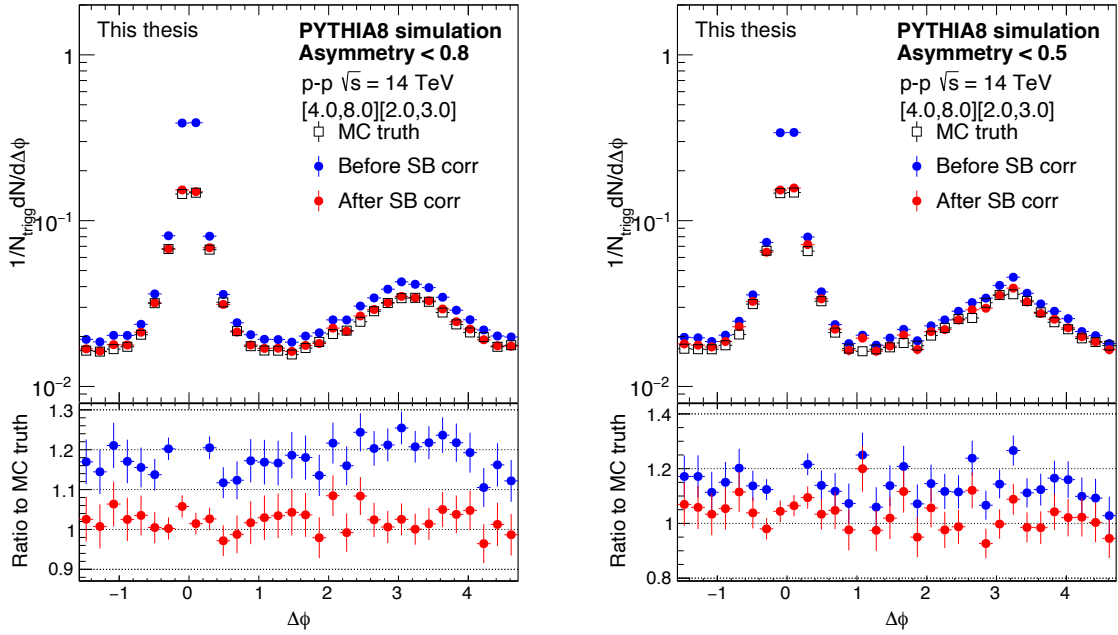 This thesis
PYTHIA8 simulation
Asymmetry < 0.8
p-p √s = 14 TeV
[4.0,8.0][2.0,3.0]
MC truth
Before SB corr
After SB corr
1/N_trigg dN/dΔϕ
1
10⁻¹
10⁻²
Ratio to MC truth
1.3
1.2
1.1
1
0.9
−1 0 1 2 3 4
Δϕ
This thesis
PYTHIA8 simulation
Asymmetry < 0.5
p-p √s = 14 TeV
[4.0,8.0][2.0,3.0]
MC truth
Before SB corr
After SB corr
1/N_trigg dN/dΔϕ
1
10⁻¹
10⁻²
Ratio to MC truth
1.4
1.2
1.0
0.8
−1 0 1 2 3 4
Δϕ